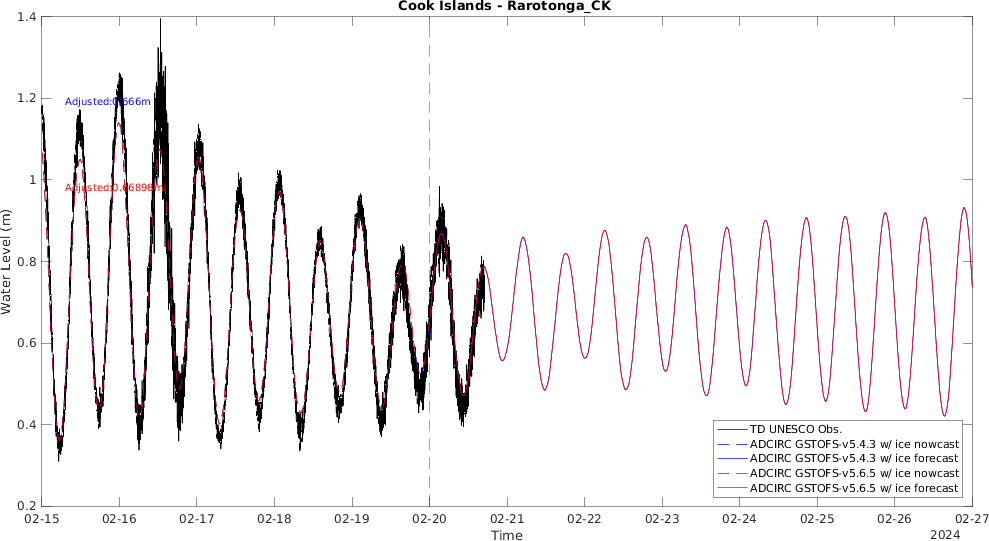 Cook Islands - Rarotonga_CK
1.4
1.2
1
0.8
0.6
0.4
0.2
Water Level (m)
Adjusted:0.666m
Adjusted:0.66898m
TD UNESCO Obs.
ADCIRC GSTOFS-v5.4.3 w/ ice nowcast
ADCIRC GSTOFS-v5.4.3 w/ ice forecast
ADCIRC GSTOFS-v5.6.5 w/ ice nowcast
ADCIRC GSTOFS-v5.6.5 w/ ice forecast
02-15 02-16 02-17 02-18 02-19 02-20 02-21 02-22 02-23 02-24 02-25 02-26 02-27
Time
2024